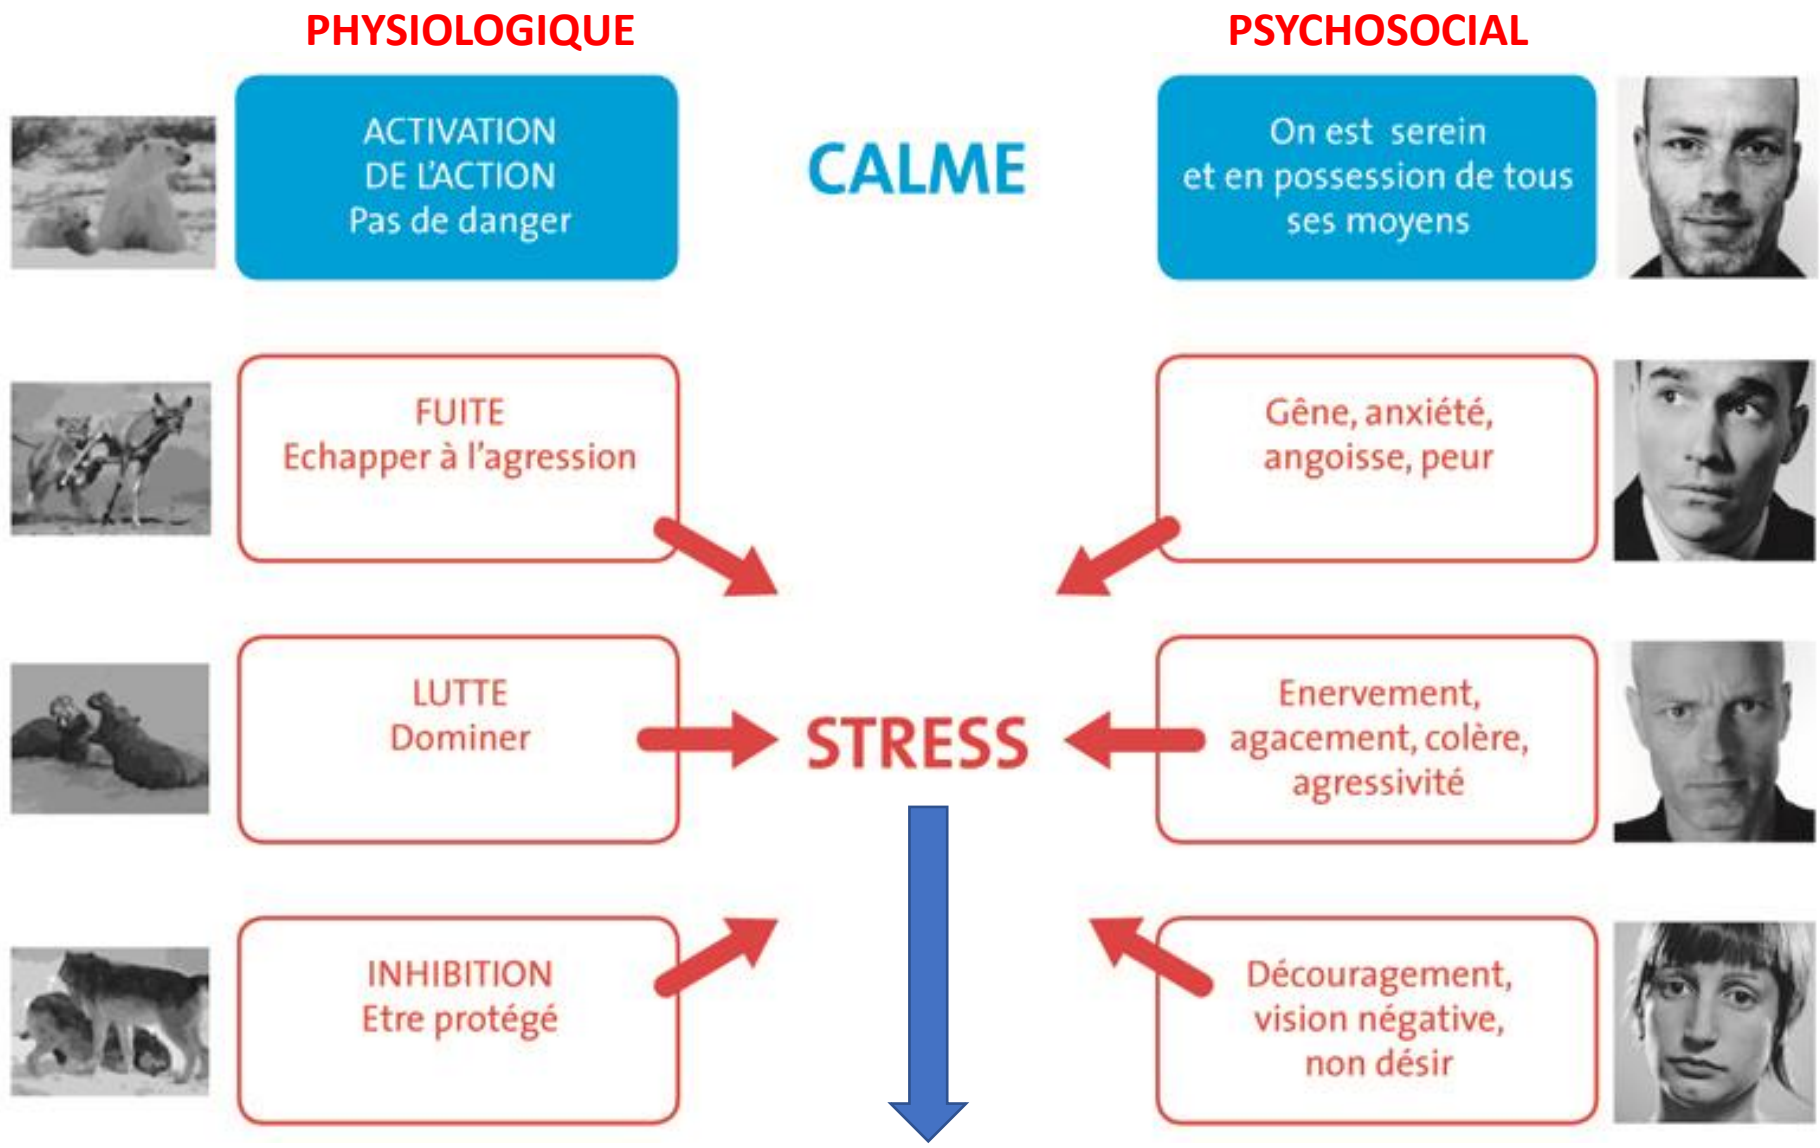 PHYSIOLOGIQUE
PSYCHOSOCIAL
ACTIVATION
DE L'ACTION
Pas de danger
CALME
On est serein
et en possession de tous
ses moyens
FUITE
Echapper à l'agression
Gêne, anxiété,
angoisse, peur
LUTTE
Dominer
STRESS
Enervement,
agacement, colère,
agressivité
INHIBITION
Etre protégé
Découragement,
vision négative,
non désir